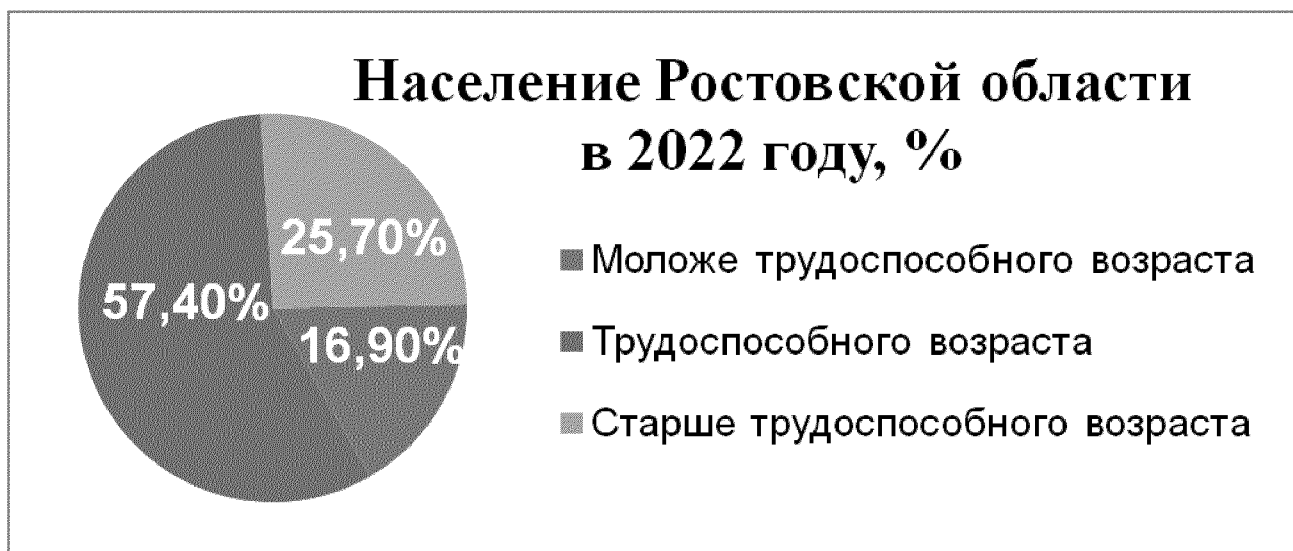 Население Ростовской области
в 2022 году, %
25,70%
57,40%
16,90%
Моложе трудоспособного возраста
Трудоспособного возраста
Старше трудоспособного возраста